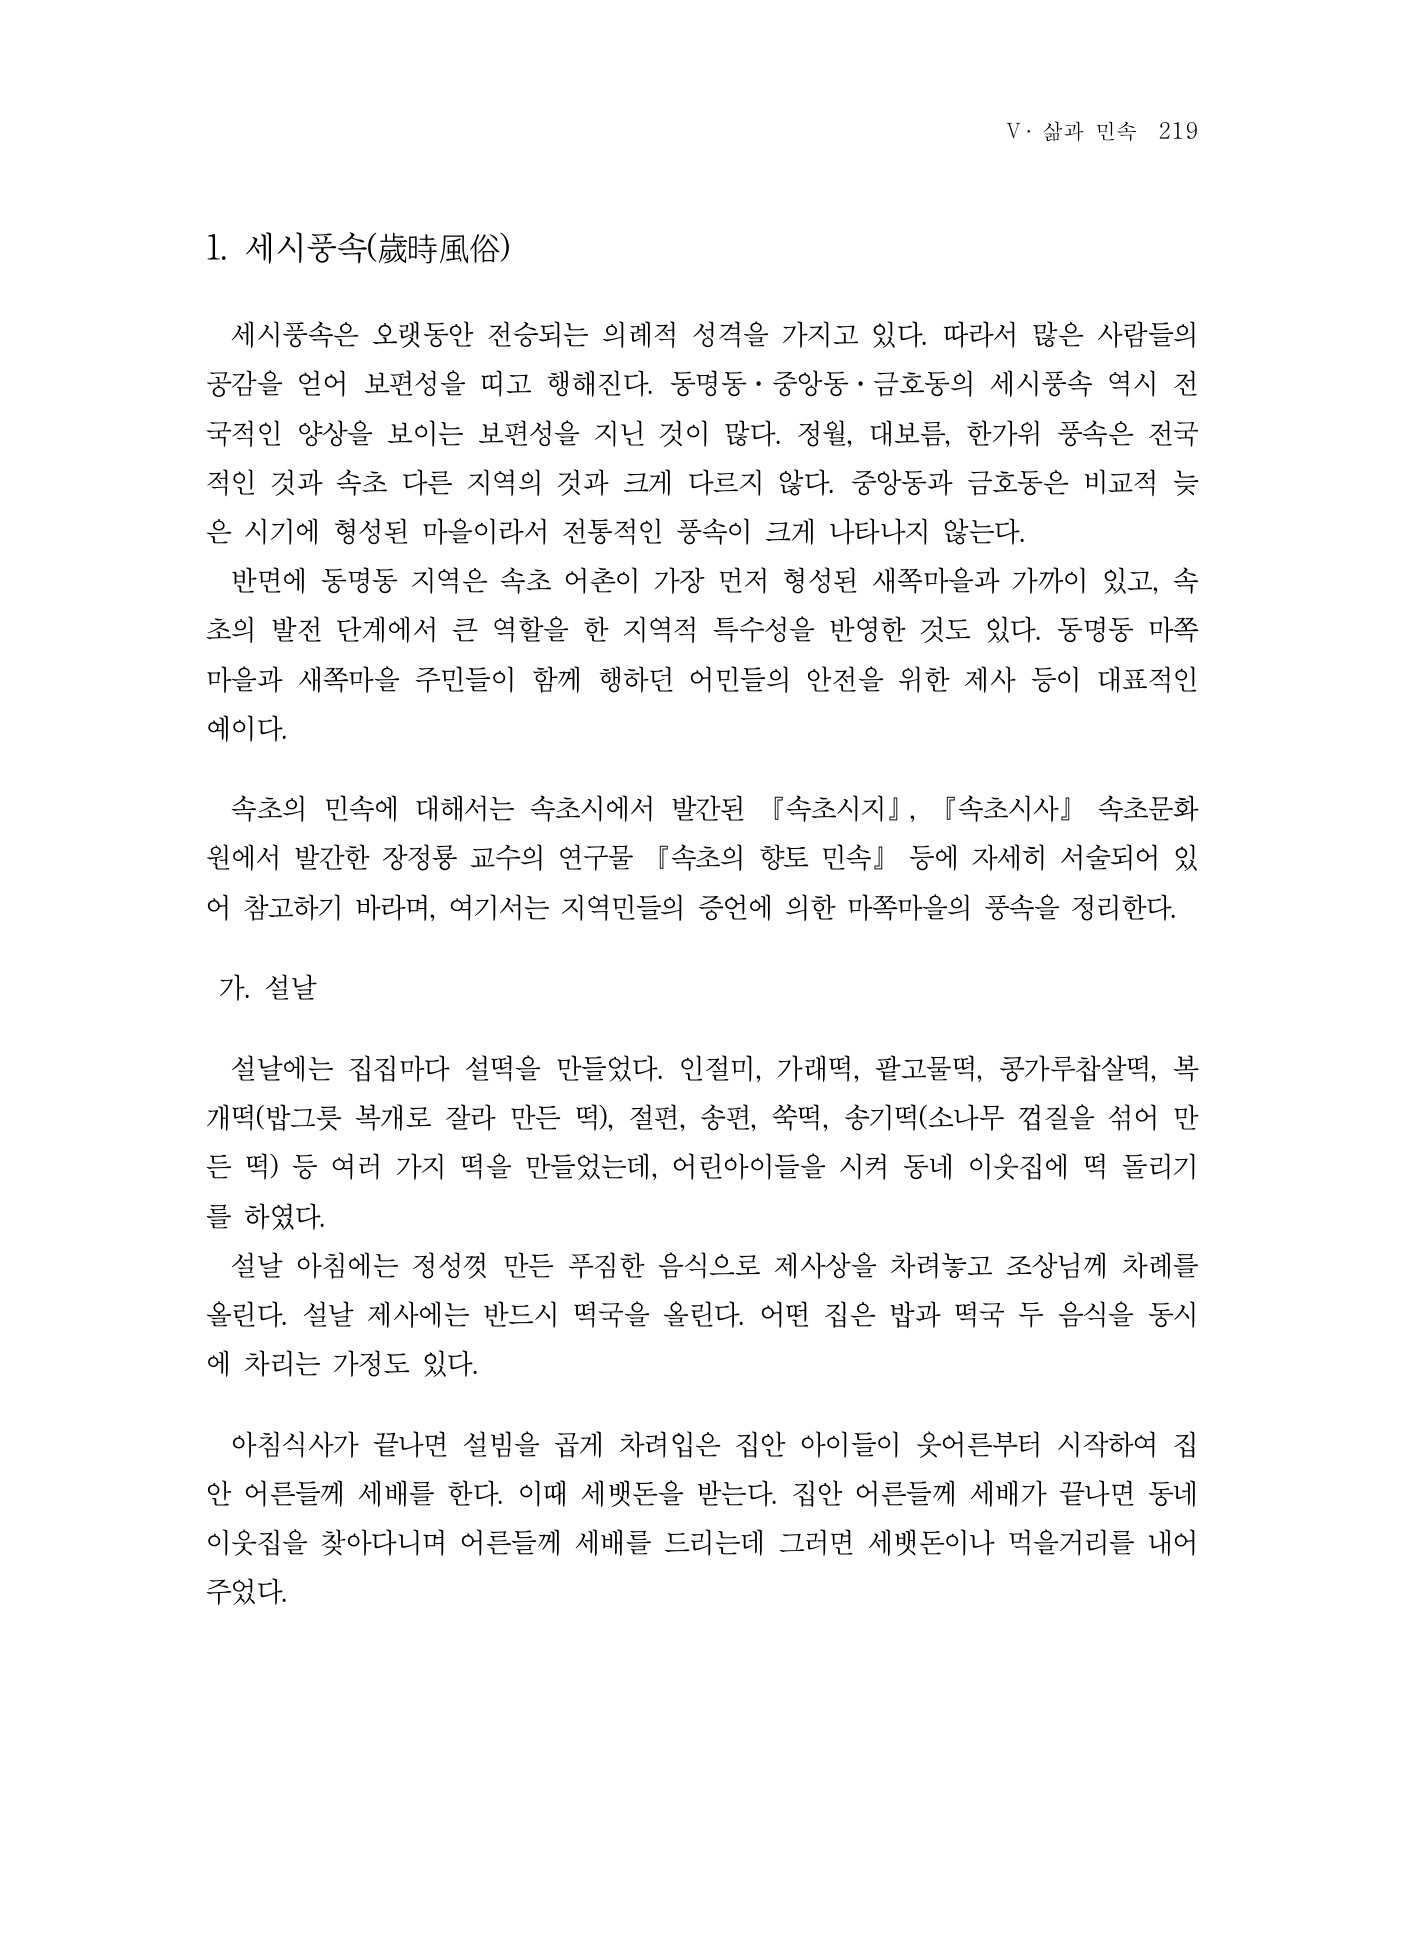 V· 삶과 민속 219
1. 세시풍속(歲時風俗)
세시풍속은 오랫동안 전승되는 의례적 성격을 가지고 있다. 따라서 많은 사람들의
공감을 얻어 보편성을 띠고 행해진다. 동명동·중앙동·금호동의 세시풍속 역시 전
국적인 양상을 보이는 보편성을 지닌 것이 많다. 정월, 대보름, 한가위 풍속은 전국
적인 것과 속초 다른 지역의 것과 크게 다르지 않다. 중앙동과 금호동은 비교적 늦
은 시기에 형성된 마을이라서 전통적인 풍속이 크게 나타나지 않는다.
반면에 동명동 지역은 속초 어촌이 가장 먼저 형성된 새쪽마을과 가까이 있고, 속
초의 발전 단계에서 큰 역할을 한 지역적 특수성을 반영한 것도 있다. 동명동 마쪽
마을과 새쪽마을 주민들이 함께 행하던 어민들의 안전을 위한 제사 등이 대표적인
예이다.
속초의 민속에 대해서는 속초시에서 발간된 『속초시지』, 『속초시사』 속초문화
원에서 발간한 장정룡 교수의 연구물 『속초의 향토 민속』 등에 자세히 서술되어 있
어 참고하기 바라며, 여기서는 지역민들의 증언에 의한 마쪽마을의 풍속을 정리한다.
가. 설날
설날에는 집집마다 설떡을 만들었다. 인절미, 가래떡, 팥고물떡, 콩가루찹살떡, 복
개떡(밥그릇 복개로 잘라 만든 떡), 절편, 송편, 쑥떡, 송기떡(소나무 껍질을 섞어 만
든 떡) 등 여러 가지 떡을 만들었는데, 어린아이들을 시켜 동네 이웃집에 떡 돌리기
를 하였다.
설날 아침에는 정성껏 만든 푸짐한 음식으로 제사상을 차려놓고 조상님께 차례를
올린다. 설날 제사에는 반드시 떡국을 올린다. 어떤 집은 밥과 떡국 두 음식을 동시
에 차리는 가정도 있다.
아침식사가 끝나면 설빔을 곱게 차려입은 집안 아이들이 웃어른부터 시작하여 집
안 어른들께 세배를 한다. 이때 세뱃돈을 받는다. 집안 어른들께 세배가 끝나면 동네
이웃집을 찾아다니며 어른들께 세배를 드리는데 그러면 세뱃돈이나 먹을거리를 내어
주었다.